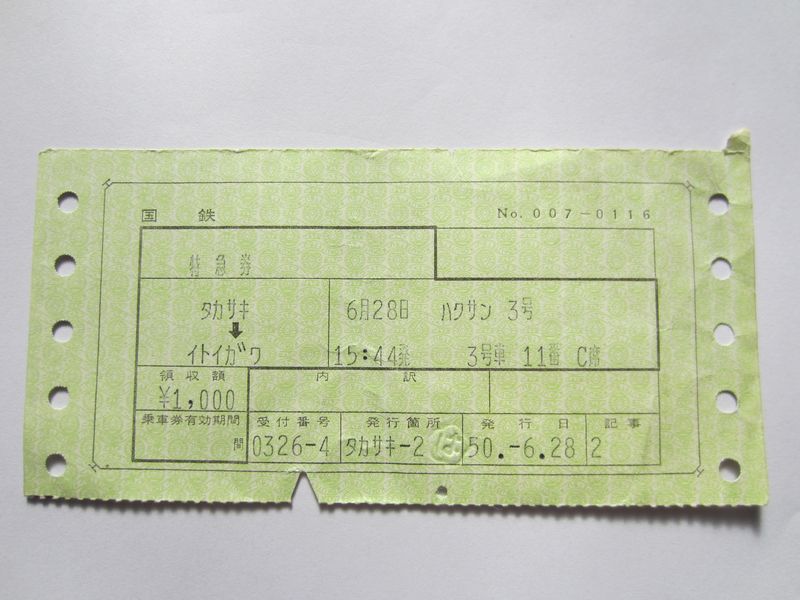 国 鉄 No. 007-0116
特急券
タカサキ 6月28日 ハクサン 3号
⬇
イトイガワ 15:44発 3号車 11番 C席
領収額 内訳
¥1,000
乗車券有効期間 受付番号 発行箇所 発行日 記事
間 0326-4 タカサキ-2 は 50.-6.28 2